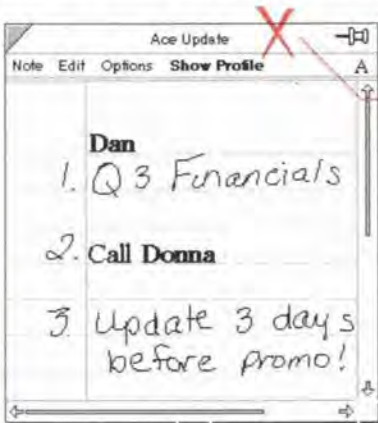 Ace Update
Note Edit Options Show Profile A
Dan
1. Q3 Financials
2. Call Donna
3. Update 3 days
before promo!